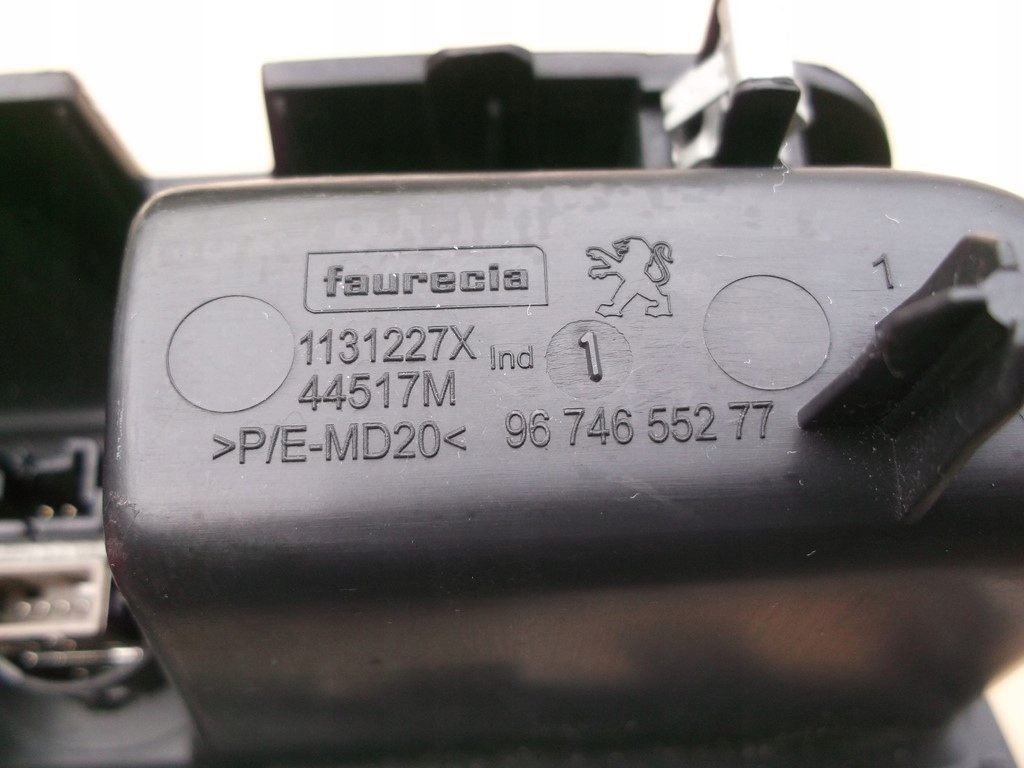 faurecia
1
1131227X Ind 1
44517M
>P/E-MD20< 96 746 552 77